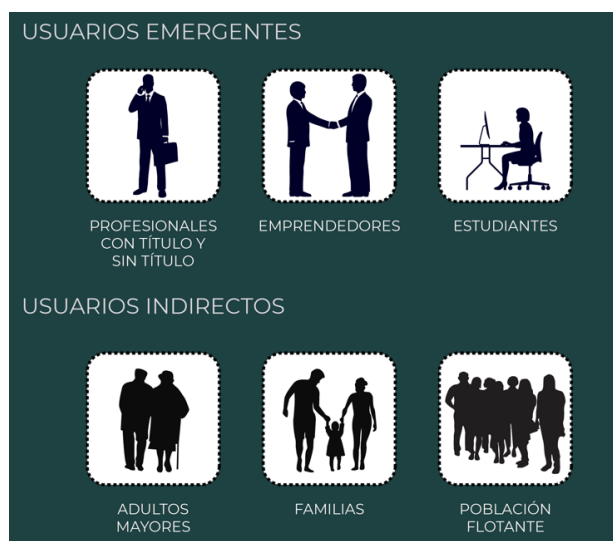 USUARIOS EMERGENTES
PROFESIONALES
CON TÍTULO Y
SIN TÍTULO
EMPRENDEDORES
ESTUDIANTES
USUARIOS INDIRECTOS
ADULTOS
MAYORES
FAMILIAS
POBLACIÓN
FLOTANTE